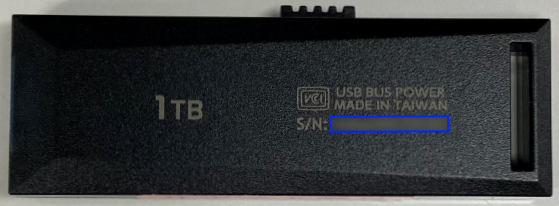 1TB
VCI
USB BUS POWER
MADE IN TAIWAN
S/N: